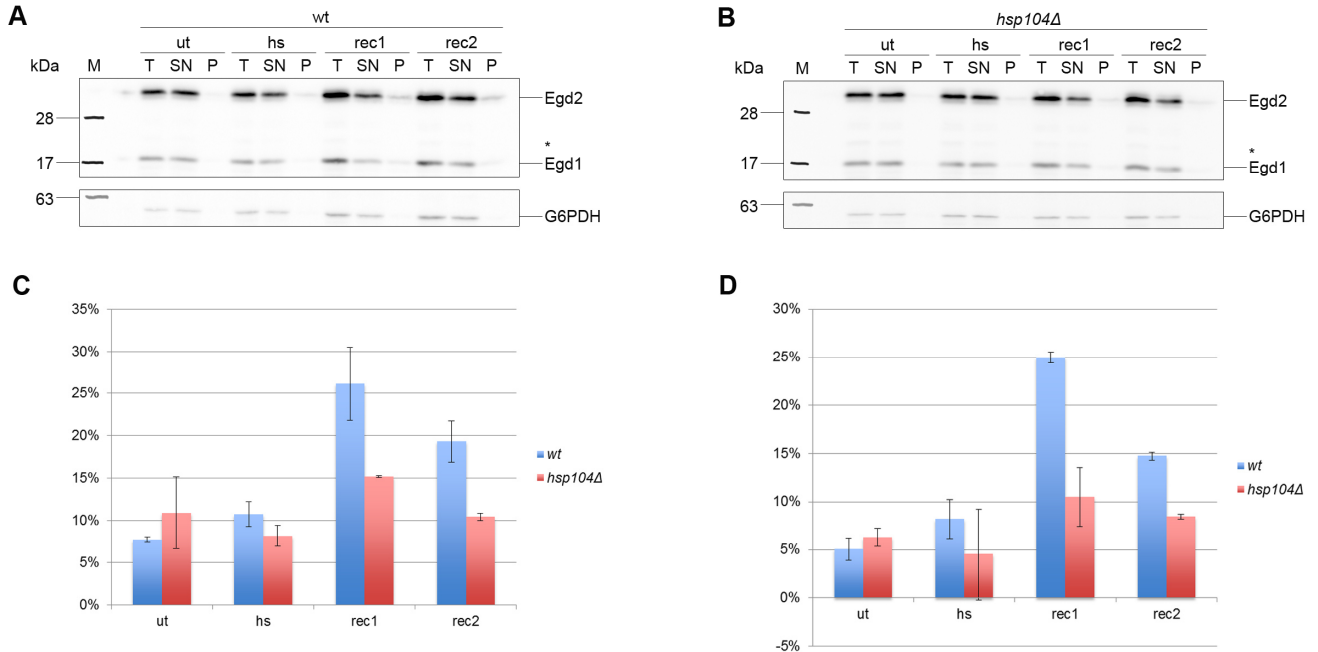 A
wt
ut hs rec1 rec2
kDa M T SN P T SN P T SN P T SN P
Egd2
28
*
17 Egd1
63
G6PDH
B
hsp104Δ
ut hs rec1 rec2
kDa M T SN P T SN P T SN P T SN P
Egd2
28
*
17 Egd1
63
G6PDH
C
35%
30%
25%
20%
15%
10%
5%
0%
ut hs rec1 rec2
wt
hsp104Δ
D
30%
25%
20%
15%
10%
5%
0%
-5%
ut hs rec1 rec2
wt
hsp104Δ